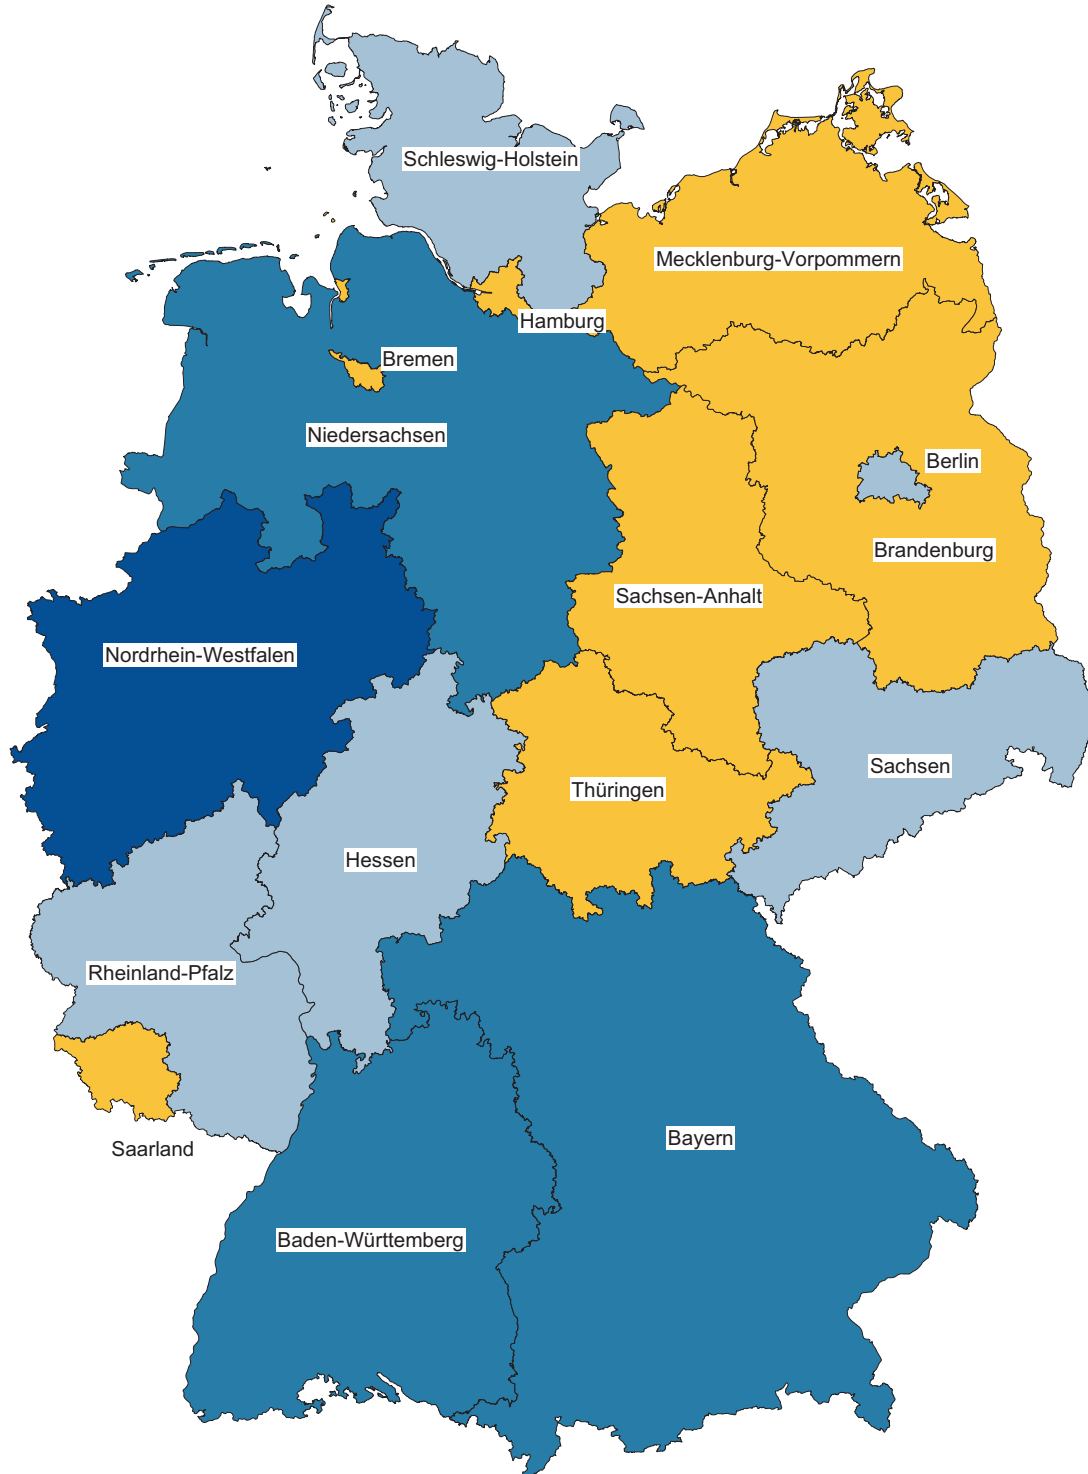 Schleswig-Holstein
Mecklenburg-Vorpommern
Hamburg
Bremen
Niedersachsen
Berlin
Brandenburg
Sachsen-Anhalt
Nordrhein-Westfalen
Sachsen
Thüringen
Hessen
Rheinland-Pfalz
Bayern
Saarland
Baden-Württemberg